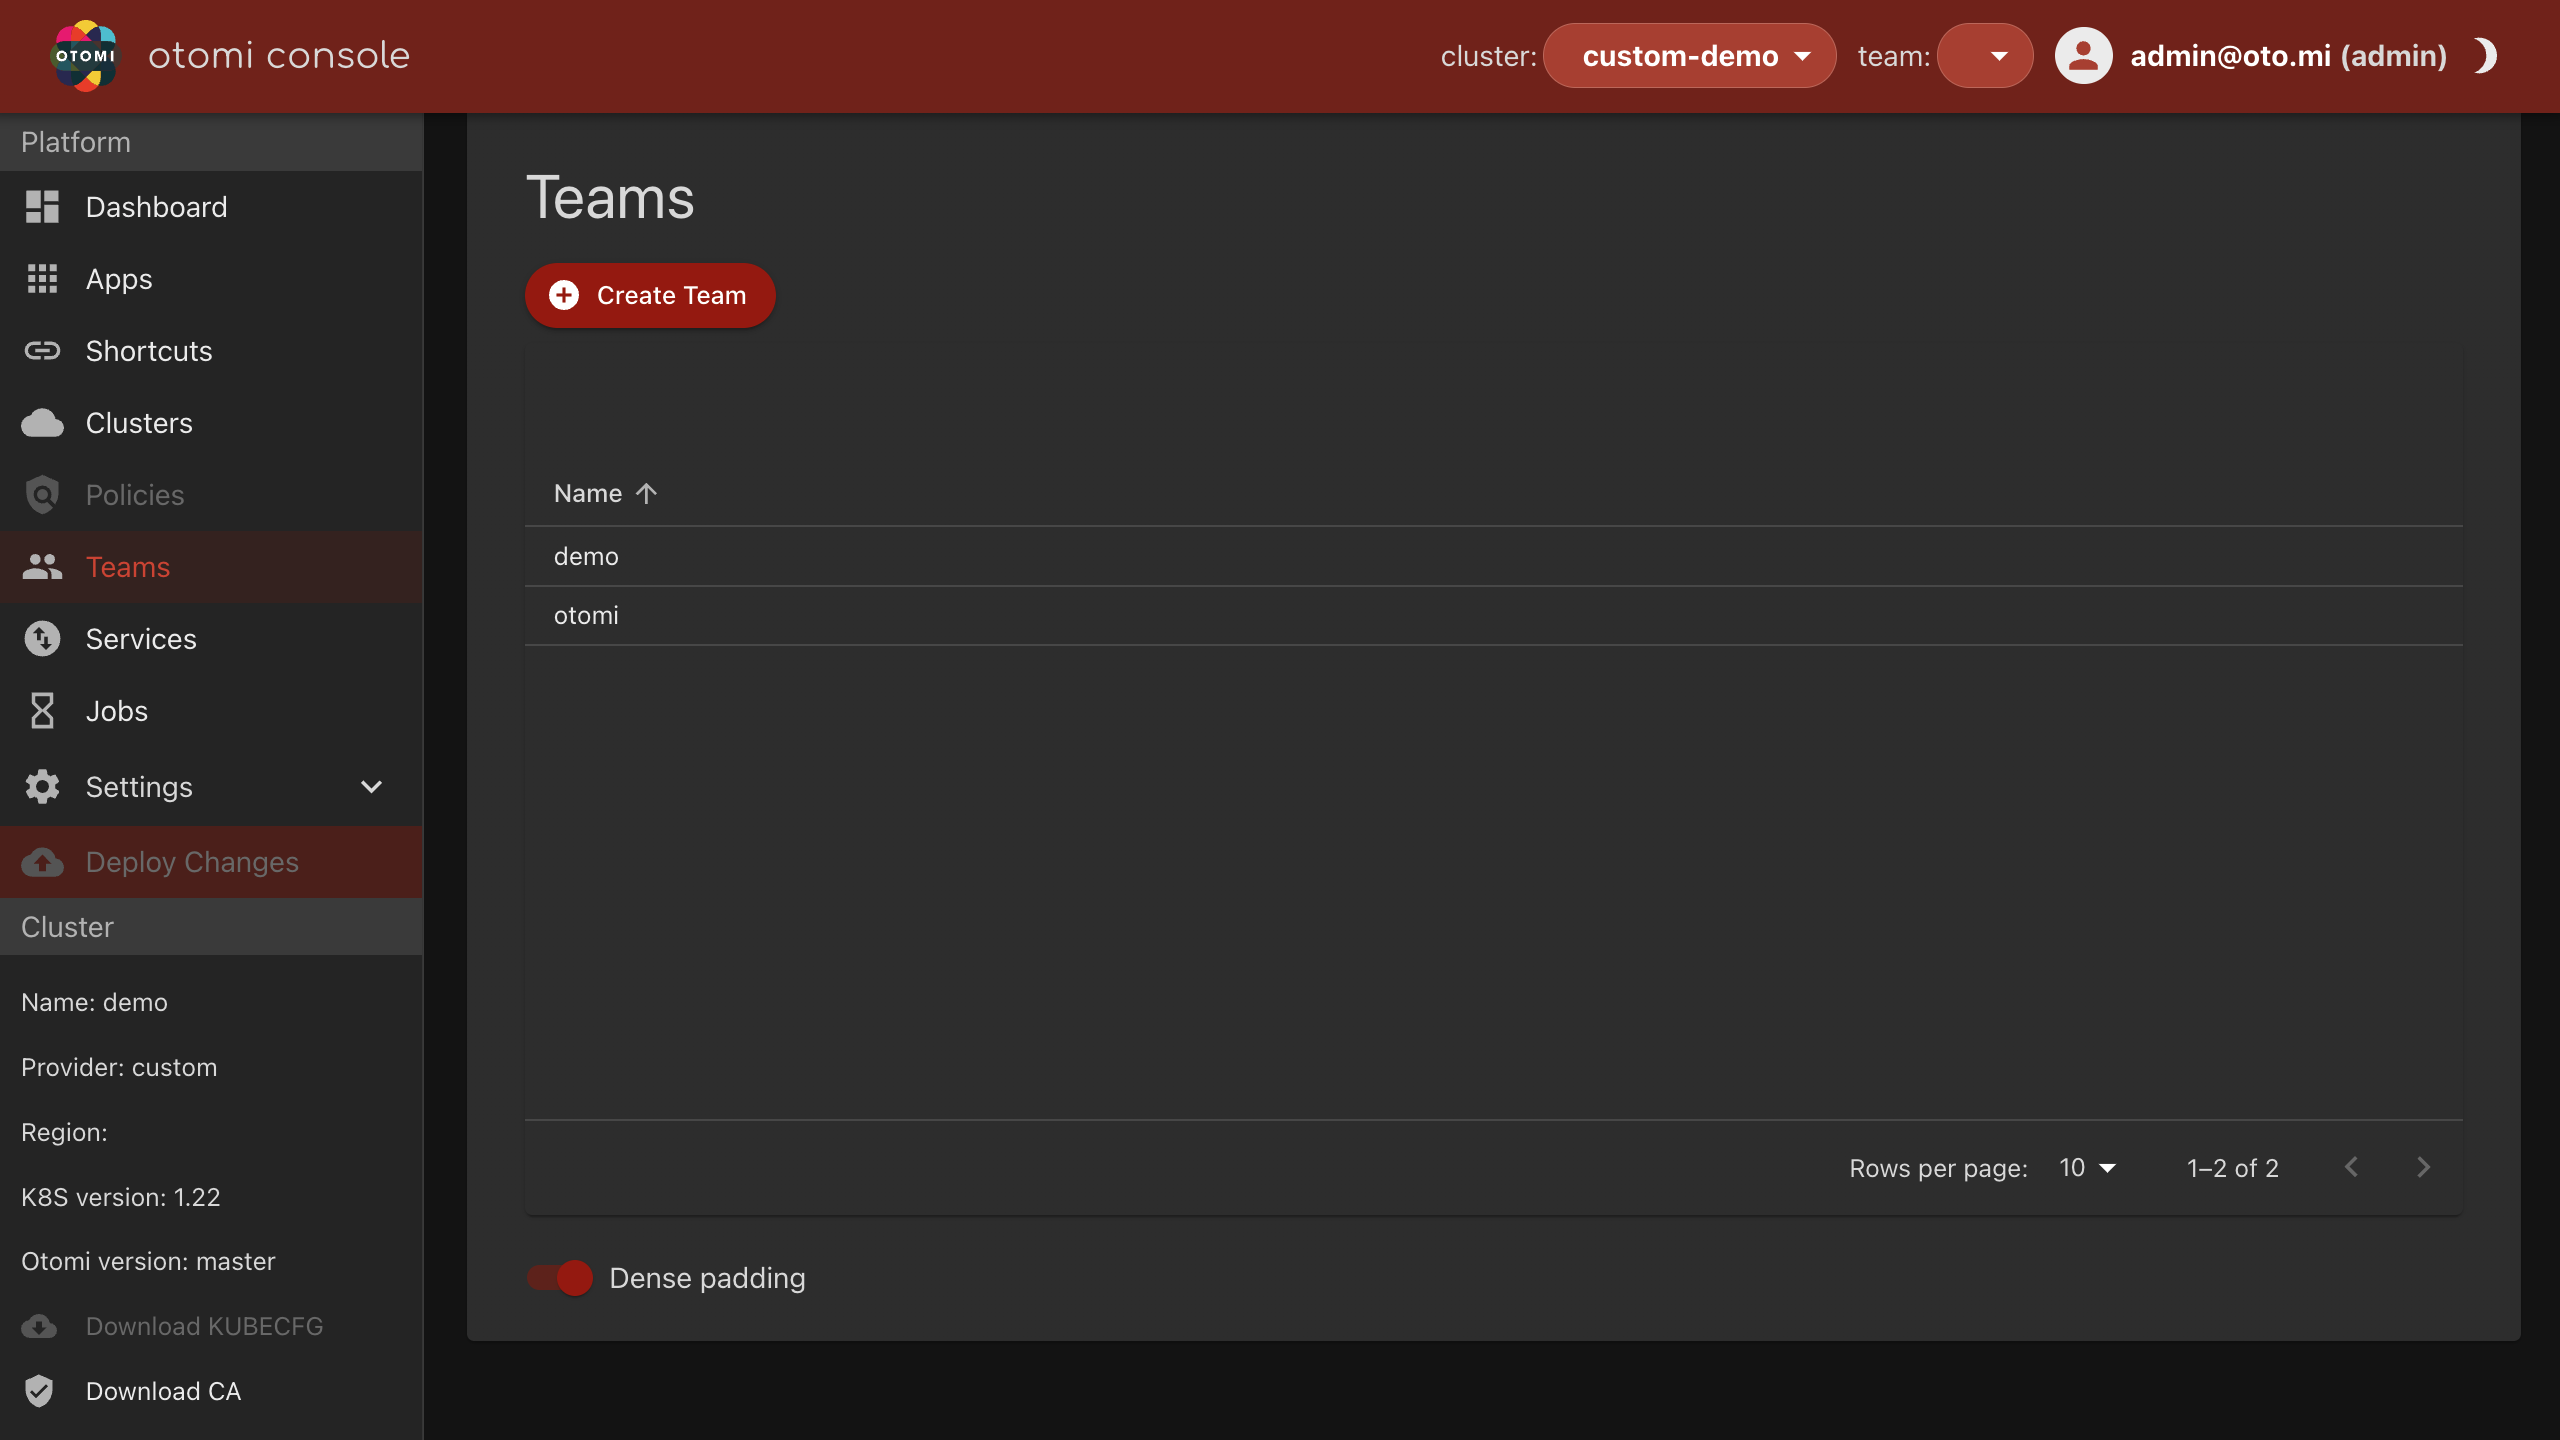 OTOMI
otomi console
cluster: custom-demo team: admin@oto.mi (admin)
Platform
Dashboard
Apps
Shortcuts
Clusters
Policies
Teams
Services
Jobs
Settings
Deploy Changes
Cluster
Name: demo
Provider: custom
Region:
K8S version: 1.22
Otomi version: master
Download KUBECFG
Download CA
Teams
Create Team
Name
demo
otomi
Rows per page: 10 1–2 of 2
Dense padding